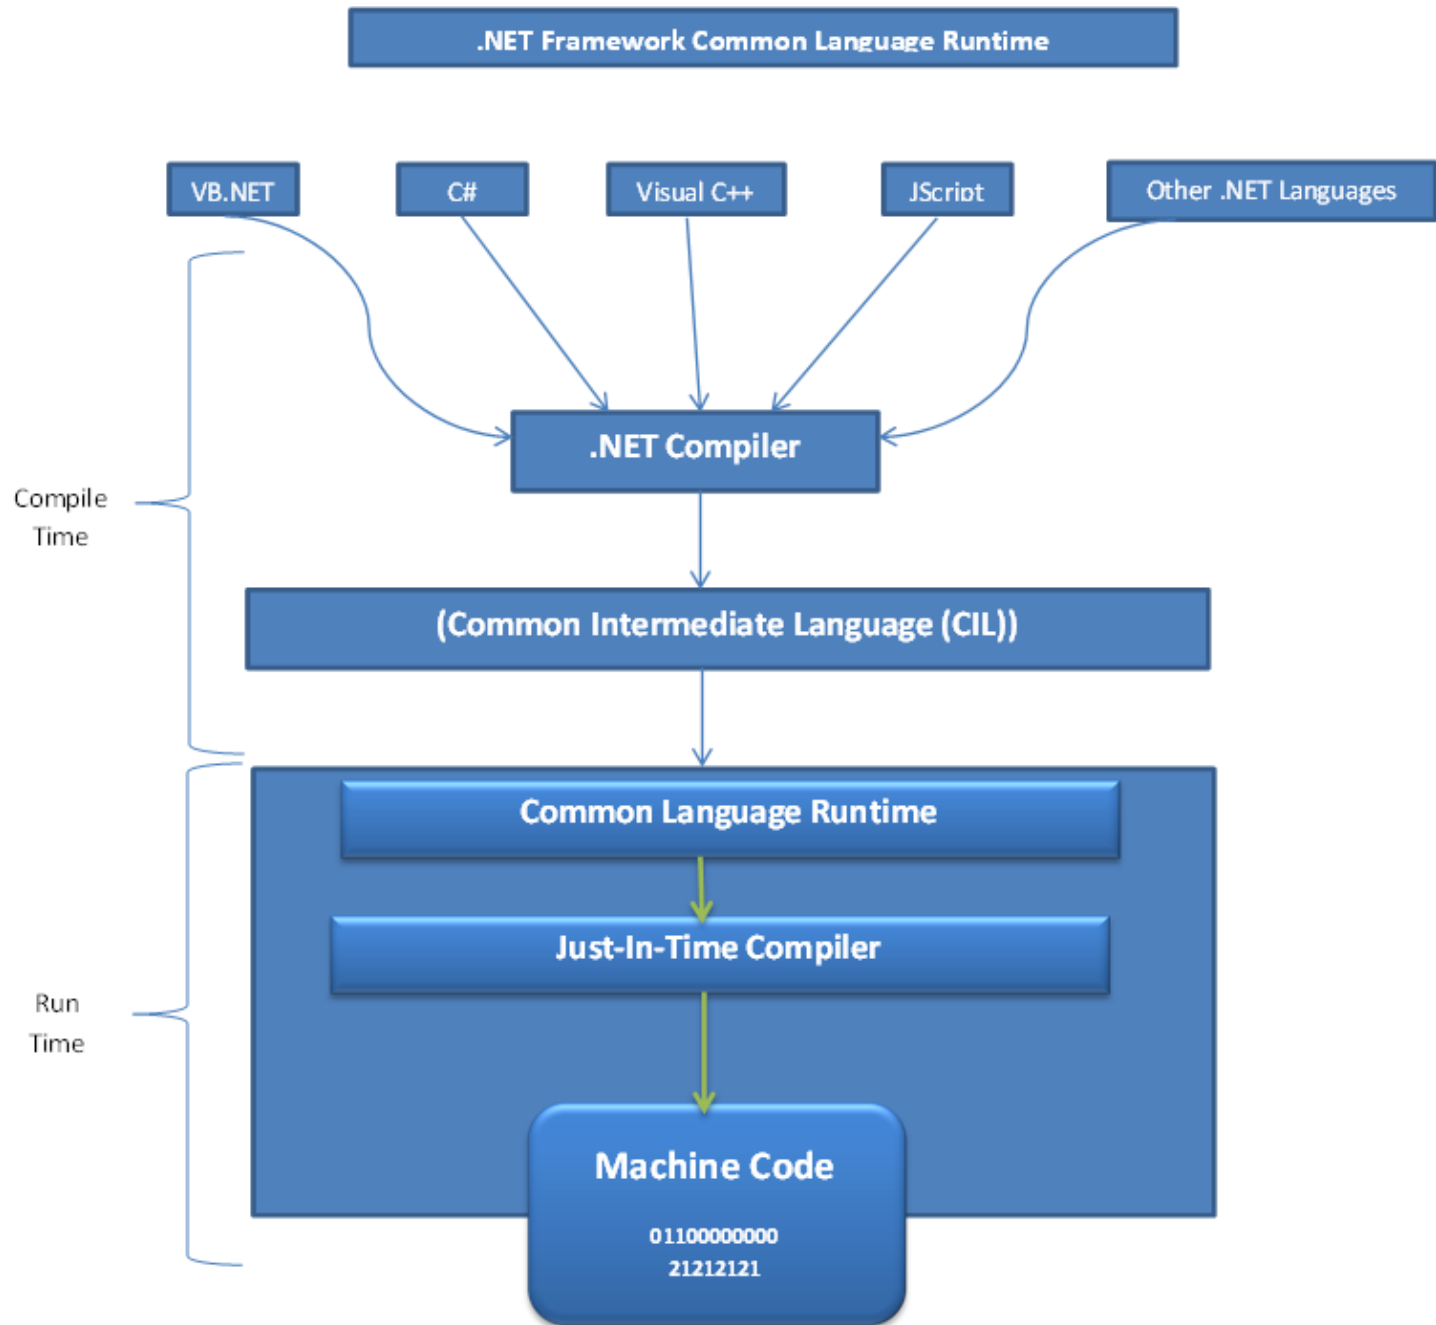 .NET Framework Common Language Runtime
VB.NET
C#
Visual C++
JScript
Other .NET Languages
.NET Compiler
Compile
Time
(Common Intermediate Language (CIL))
Common Language Runtime
Just-In-Time Compiler
Run
Time
Machine Code
01100000000
21212121